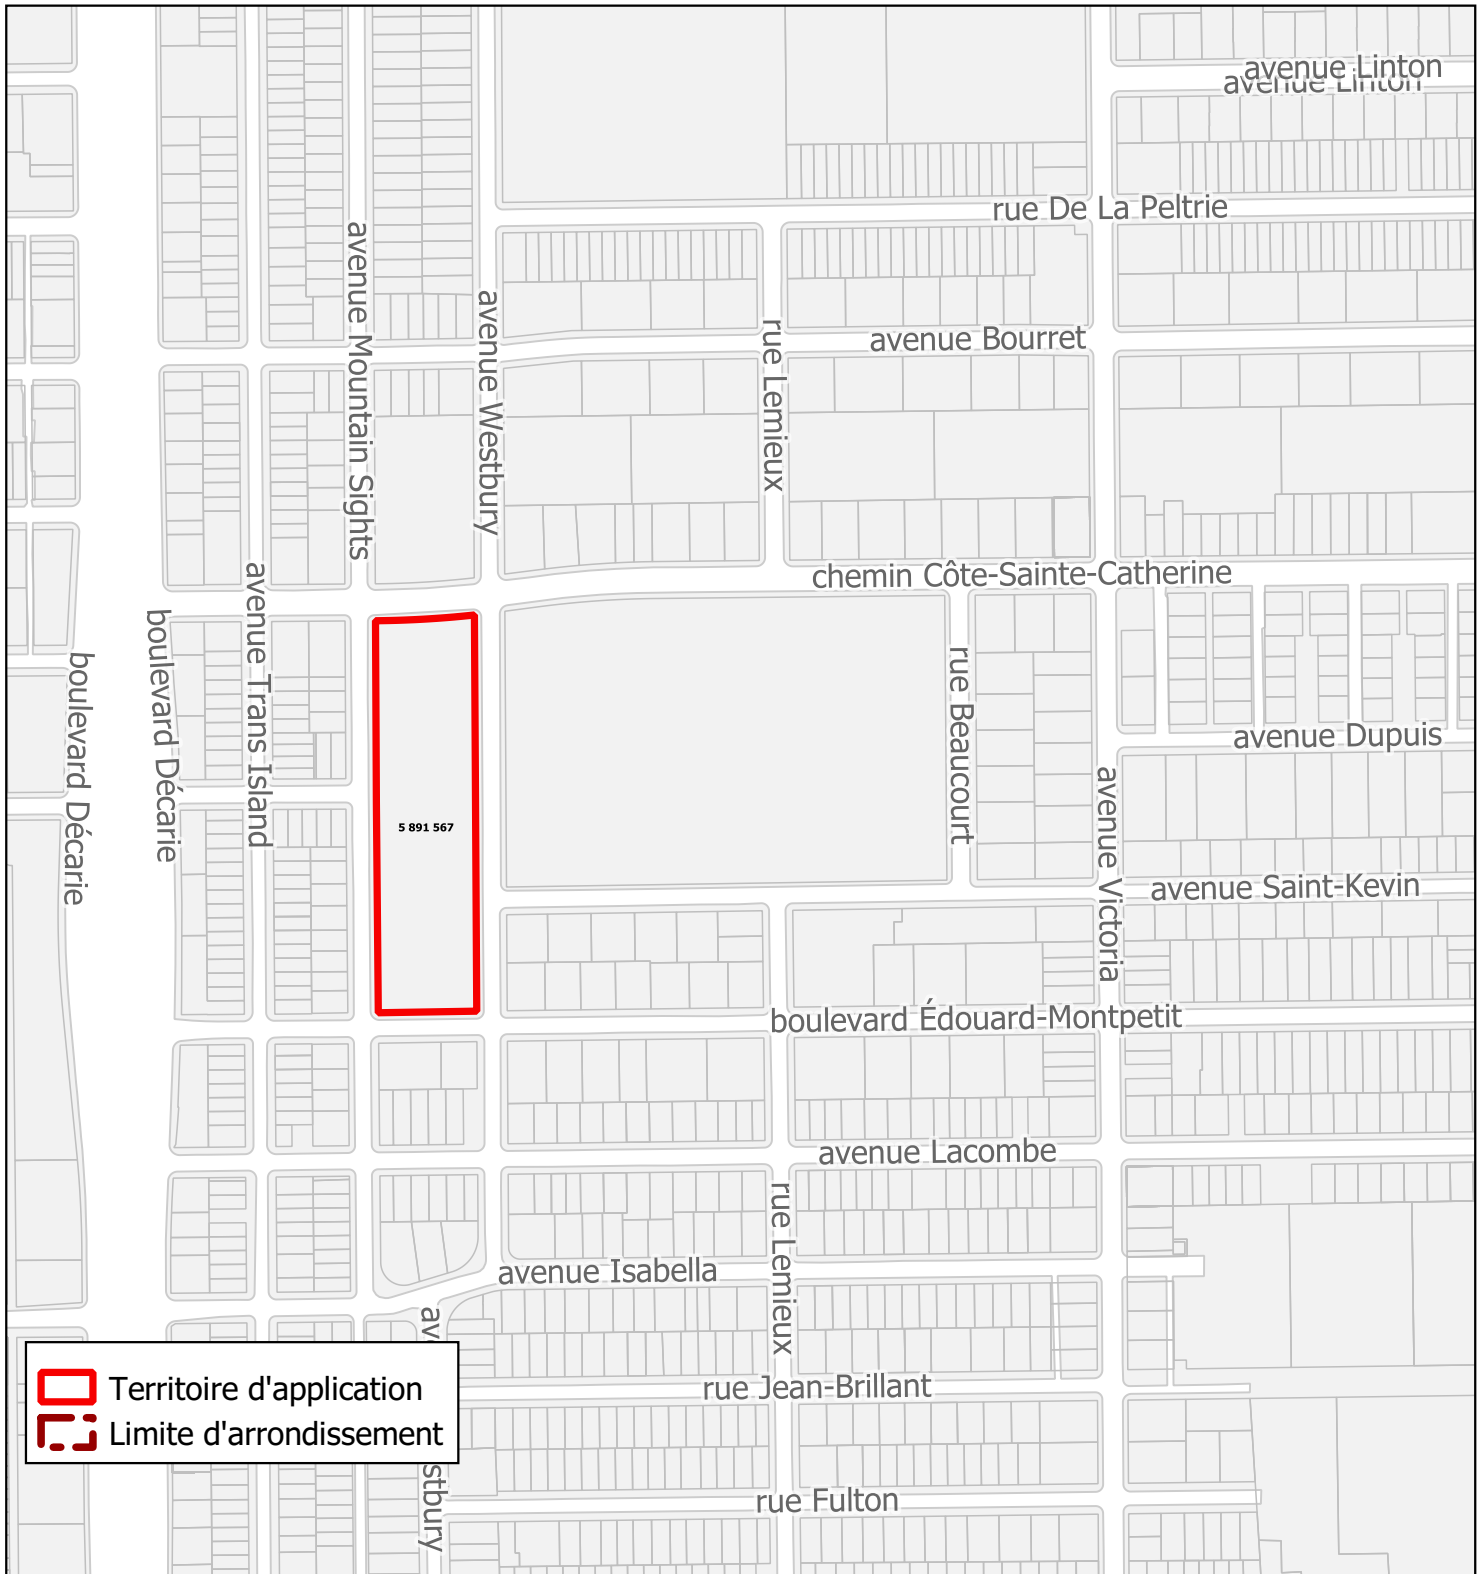 avenue Linton
avenue Linton
rue De La Peltrie
avenue Mountain Sights
avenue Westbury
rue Lemieux
avenue Bourret
chemin Côte-Sainte-Catherine
avenue Trans Island
boulevard Décarie
boulevard Décarie
rue Beaucourt
avenue Dupuis
avenue Victoria
5 891 567
avenue Saint-Kevin
boulevard Édouard-Montpetit
avenue Lacombe
rue Lemieux
avenue Isabella
av
stbury
rue Jean-Brillant
rue Fulton
Territoire d'application
Limite d'arrondissement